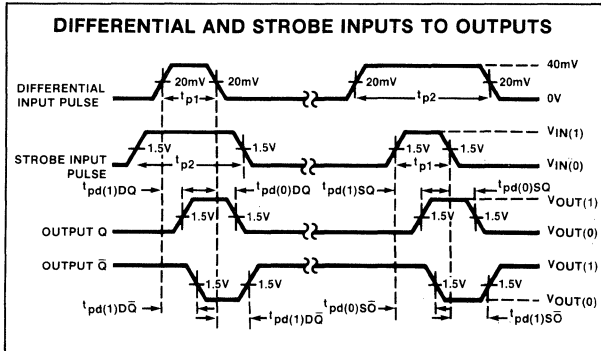 DIFFERENTIAL AND STROBE INPUTS TO OUTPUTS
40mV
20mV 20mV 20mV 20mV
DIFFERENTIAL
INPUT PULSE
tp1 tp2
0V
VIN(1)
1.5V 1.5V 1.5V 1.5V
STROBE INPUT
PULSE
tp2 tp1
VIN(0)
tpd(1)DQ tpd(0)DQ tpd(1)SQ tpd(0)SQ
VOUT(1)
1.5V 1.5V 1.5V 1.5V
OUTPUT Q
VOUT(0)
OUTPUT Q̅
VOUT(1)
1.5V 1.5V 1.5V 1.5V
VOUT(0)
tpd(1)DQ̅ tpd(1)DQ̅ tpd(0)SO̅ tpd(1)SO̅